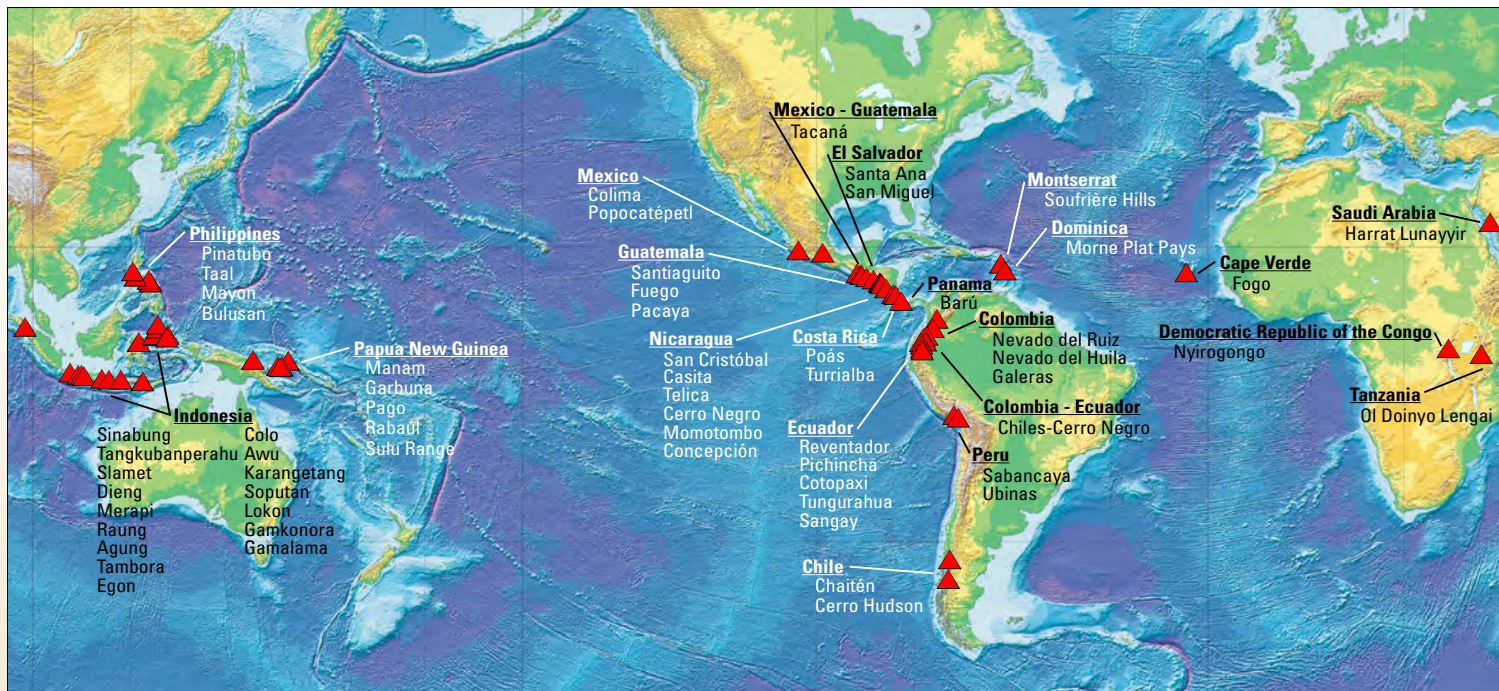 Mexico - Guatemala
Tacaná
El Salvador
Santa Ana
San Miguel
Mexico
Colima
Popocatépetl
Montserrat
Soufrière Hills
Dominica
Morne Plat Pays
Saudi Arabia
Harrat Lunayyir
Philippines
Pinatubo
Taal
Mayon
Bulusan
Guatemala
Santiaguito
Fuego
Pacaya
Cape Verde
Fogo
Panama
Barú
Colombia
Nevado del Ruiz
Nevado del Huila
Galeras
Nicaragua
San Cristóbal
Casita
Telica
Cerro Negro
Momotombo
Concepción
Costa Rica
Poás
Turrialba
Democratic Republic of the Congo
Nyirogongo
Papua New Guinea
Manam
Garbuna
Pago
Rabaul
Sulu Range
Tanzania
Ol Doinyo Lengai
Colombia - Ecuador
Chiles-Cerro Negro
Indonesia
Sinabung
Tangkubanperahu
Slamet
Dieng
Merapi
Raung
Agung
Tambora
Egon
Colo
Awu
Karangetang
Soputan
Lokon
Gamkonora
Gamalama
Ecuador
Reventador
Pichincha
Cotopaxi
Tungurahua
Sangay
Peru
Sabancaya
Ubinas
Chile
Chaitén
Cerro Hudson